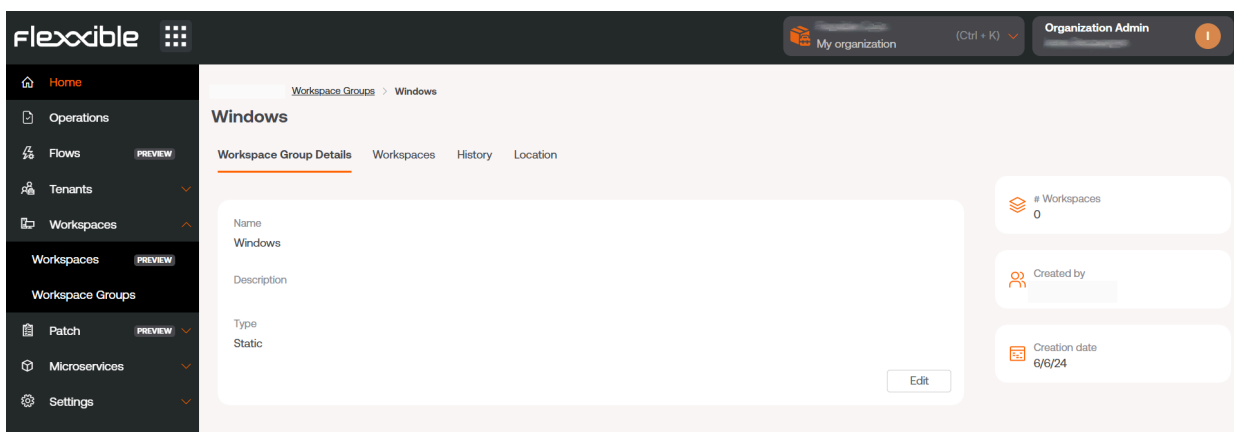 Flexxible
My organization
(Ctrl + K)
Organization Admin
I
Home
Operations
Flows PREVIEW
Tenants
Workspaces
Workspaces PREVIEW
Workspace Groups
Patch PREVIEW
Microservices
Settings
Workspace Groups > Windows
Windows
Workspace Group Details Workspaces History Location
Name
Windows
Description
Type
Static
Edit
# Workspaces
0
Created by
Creation date
6/6/24